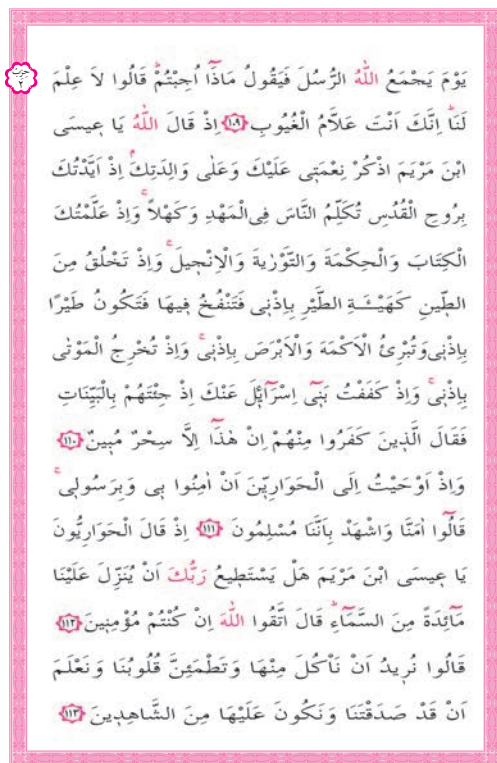 حزب
٢
يَوْمَ يَجْمَعُ اللّٰهُ الرُّسُلَ فَيَقُولُ مَاذَٓا اُجِبْتُمْۜ قَالُوا لَا عِلْمَ
لَنَاۜ اِنَّكَ اَنْتَ عَلَّامُ الْغُيُوبِ ﴿١٠٩﴾ اِذْ قَالَ اللّٰهُ يَا عٖيسَى
ابْنَ مَرْيَمَ اذْكُرْ نِعْمَتٖي عَلَيْكَ وَعَلٰى وَالِدَتِكَۢ اِذْ اَيَّدْتُكَ
بِرُوحِ الْقُدُسِ تُكَلِّمُ النَّاسَ فِي الْمَهْدِ وَكَهْلًاۚ وَاِذْ عَلَّمْتُكَ
الْكِتَابَ وَالْحِكْمَةَ وَالتَّوْرٰيةَ وَالْاِنْجٖيلَۚ وَاِذْ تَخْلُقُ مِنَ
الطّٖينِ كَهَيْـَٔةِ الطَّيْرِ بِاِذْنٖي فَتَنْفُخُ فٖيهَا فَتَكُونُ طَيْرًا
بِاِذْنٖي وَتُبْرِئُ الْاَكْمَهَ وَالْاَبْرَصَ بِاِذْنٖيۚ وَاِذْ تُخْرِجُ الْمَوْتٰى
بِاِذْنٖيۚ وَاِذْ كَفَفْتُ بَنٖٓي اِسْرَٓائٖلَ عَنْكَ اِذْ جِئْتَهُمْ بِالْبَيِّنَاتِ
فَقَالَ الَّذٖينَ كَفَرُوا مِنْهُمْ اِنْ هٰذَٓا اِلَّا سِحْرٌ مُبٖينٌ ﴿١١٠﴾
وَاِذْ اَوْحَيْتُ اِلَى الْحَوَارِيّٖنَ اَنْ اٰمِنُوا بٖي وَبِرَسُولٖيۚ
قَالُٓوا اٰمَنَّا وَاشْهَدْ بِاَنَّنَا مُسْلِمُونَ ﴿١١١﴾ اِذْ قَالَ الْحَوَارِيُّونَ
يَا عٖيسَى ابْنَ مَرْيَمَ هَلْ يَسْتَطٖيعُ رَبُّكَ اَنْ يُنَزِّلَ عَلَيْنَا
مَٓائِدَةً مِنَ السَّمَٓاءِۜ قَالَ اتَّقُوا اللّٰهَ اِنْ كُنْتُمْ مُؤْمِنٖينَ ﴿١١٢﴾
قَالُوا نُرٖيدُ اَنْ نَأْكُلَ مِنْهَا وَتَطْمَئِنَّ قُلُوبُنَا وَنَعْلَمَ
اَنْ قَدْ صَدَقْتَنَا وَنَكُونَ عَلَيْهَا مِنَ الشَّاهِدٖينَ ﴿١١٣﴾